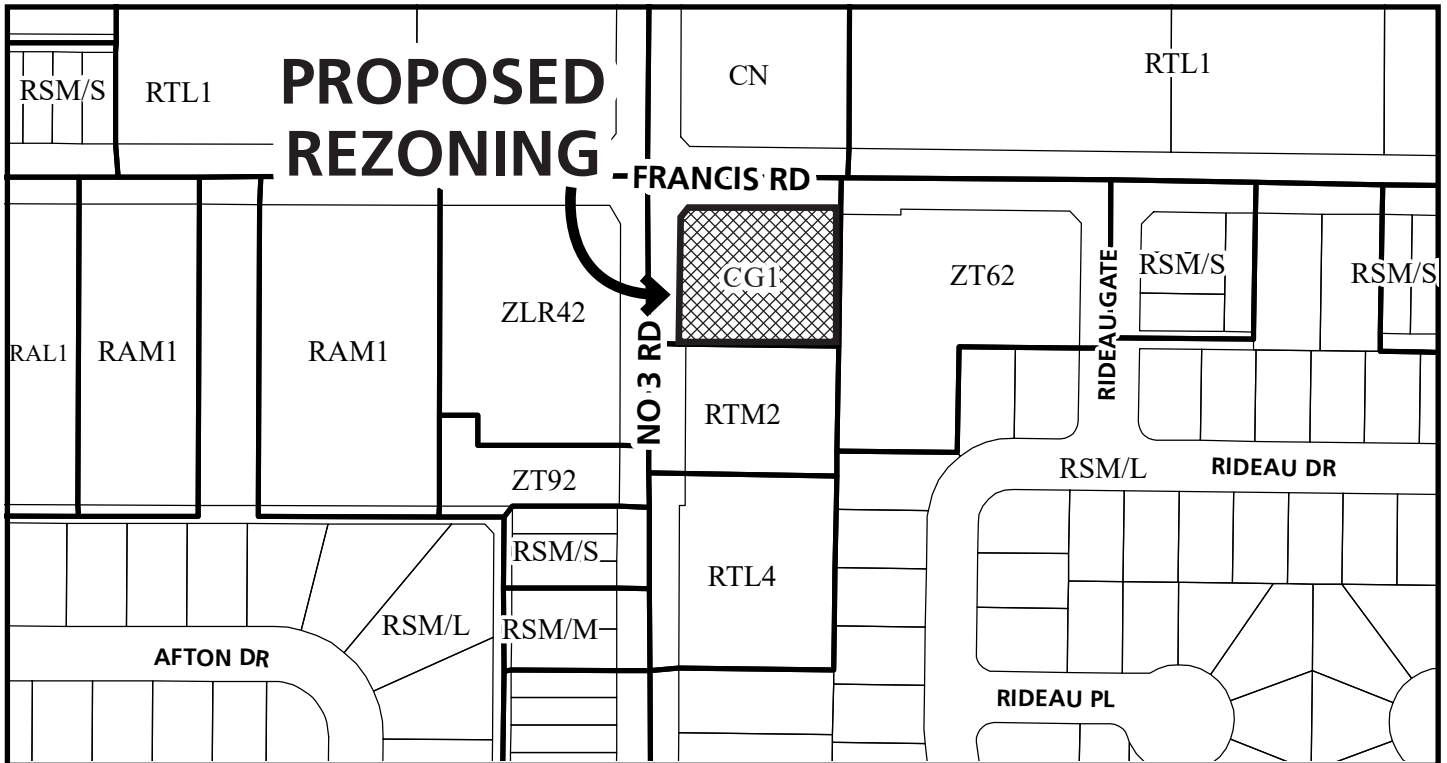 RSM/S
RTL1
PROPOSED
REZONING
CN
RTL1
FRANCIS RD
RAL1
RAM1
RAM1
ZLR42
NO 3 RD
CG1
ZT62
RIDEAU GATE
RSM/S
RSM/S
RTM2
ZT92
RSM/L
RIDEAU DR
RSM/S
RTL4
RSM/L
RSM/M
AFTON DR
RIDEAU PL